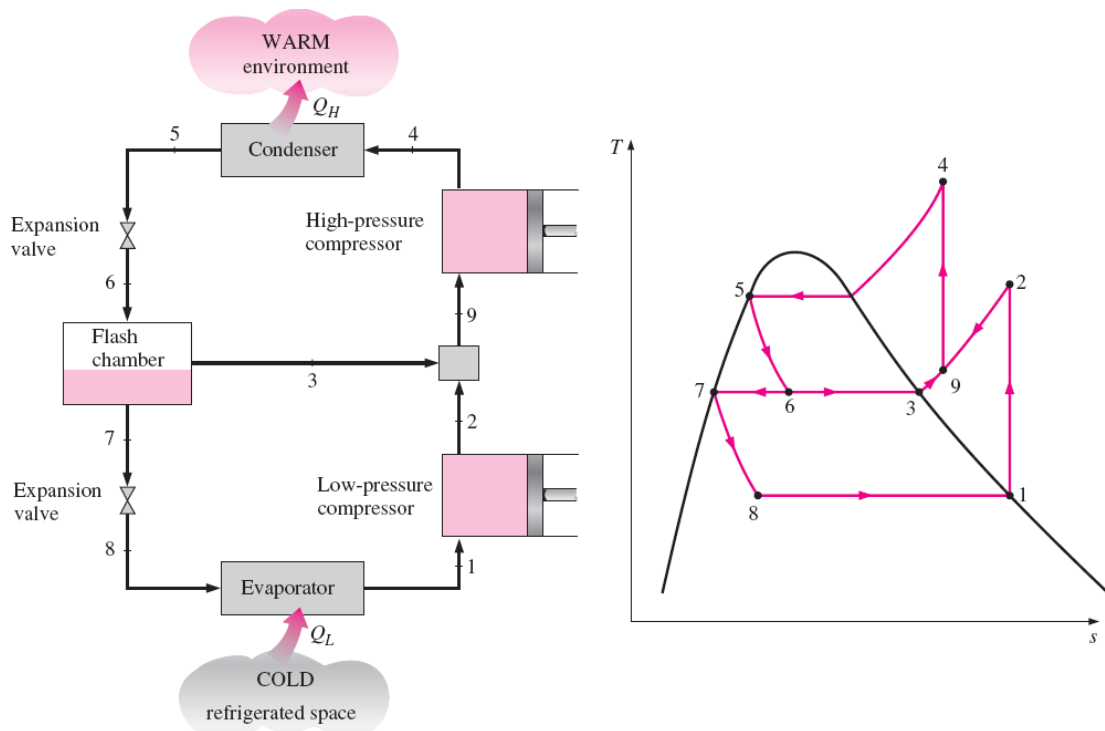 WARM
environment
Q_H
5
4
Condenser
Expansion
valve
High-pressure
compressor
6
9
Flash
chamber
3
7
2
Expansion
valve
Low-pressure
compressor
8
1
Evaporator
Q_L
COLD
refrigerated space
T
4
2
5
9
7
6
3
8
1
s